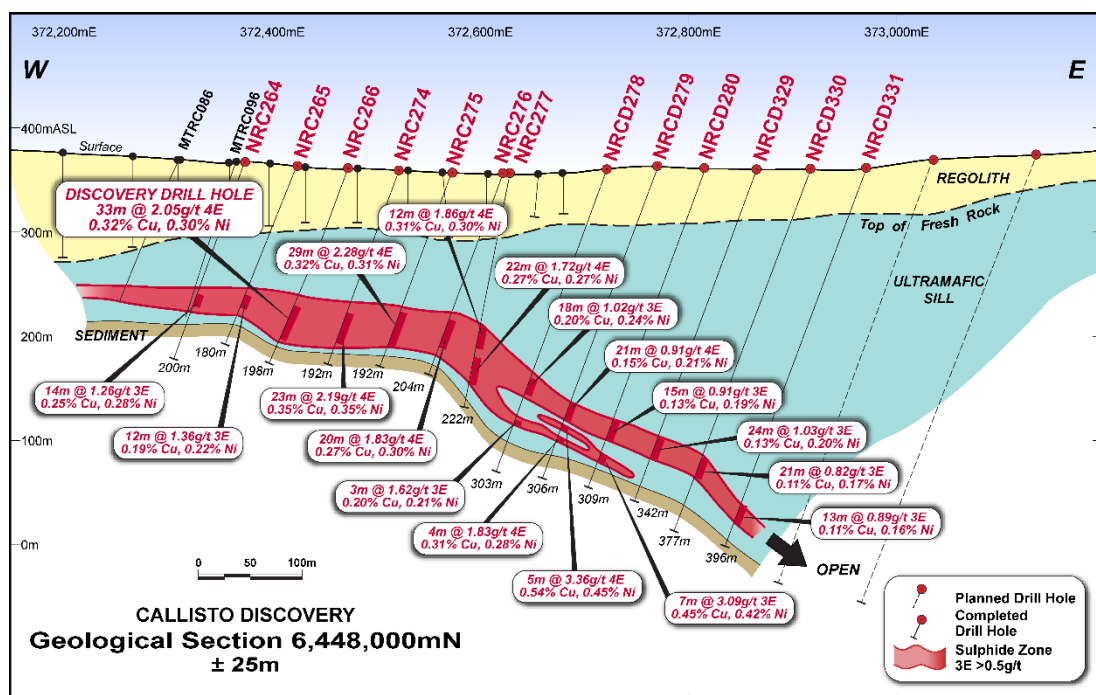 372,200mE
372,400mE
372,600mE
372,800mE
373,000mE
W
E
MTRC086
MTRC096
NRC264
NRC265
NRC266
NRC274
NRC275
NRC276
NRC277
NRCD278
NRCD279
NRCD280
NRCD329
NRCD330
NRCD331
400mASL
Surface
REGOLITH
Top of Fresh Rock
DISCOVERY DRILL HOLE
33m @ 2.05g/t 4E
0.32% Cu, 0.30% Ni
12m @ 1.86g/t 4E
0.31% Cu, 0.30% Ni
300m
29m @ 2.28g/t 4E
0.32% Cu, 0.31% Ni
22m @ 1.72g/t 4E
0.27% Cu, 0.27% Ni
ULTRAMAFIC
SILL
18m @ 1.02g/t 3E
0.20% Cu, 0.24% Ni
200m
SEDIMENT
21m @ 0.91g/t 4E
0.15% Cu, 0.21% Ni
200m
180m
198m
192m
192m
204m
222m
303m
306m
309m
342m
377m
396m
14m @ 1.26g/t 3E
0.25% Cu, 0.28% Ni
23m @ 2.19g/t 4E
0.35% Cu, 0.35% Ni
15m @ 0.91g/t 3E
0.13% Cu, 0.19% Ni
12m @ 1.36g/t 3E
0.19% Cu, 0.22% Ni
20m @ 1.83g/t 4E
0.27% Cu, 0.30% Ni
24m @ 1.03g/t 3E
0.13% Cu, 0.20% Ni
100m
21m @ 0.82g/t 3E
0.11% Cu, 0.17% Ni
3m @ 1.62g/t 3E
0.20% Cu, 0.21% Ni
13m @ 0.89g/t 3E
0.11% Cu, 0.16% Ni
4m @ 1.83g/t 4E
0.31% Cu, 0.28% Ni
0m
OPEN
5m @ 3.36g/t 4E
0.54% Cu, 0.45% Ni
7m @ 3.09g/t 3E
0.45% Cu, 0.42% Ni
0
50
100m
CALLISTO DISCOVERY
Geological Section 6,448,000mN
± 25m
Planned Drill Hole
Completed
Drill Hole
Sulphide Zone
3E >0.5g/t